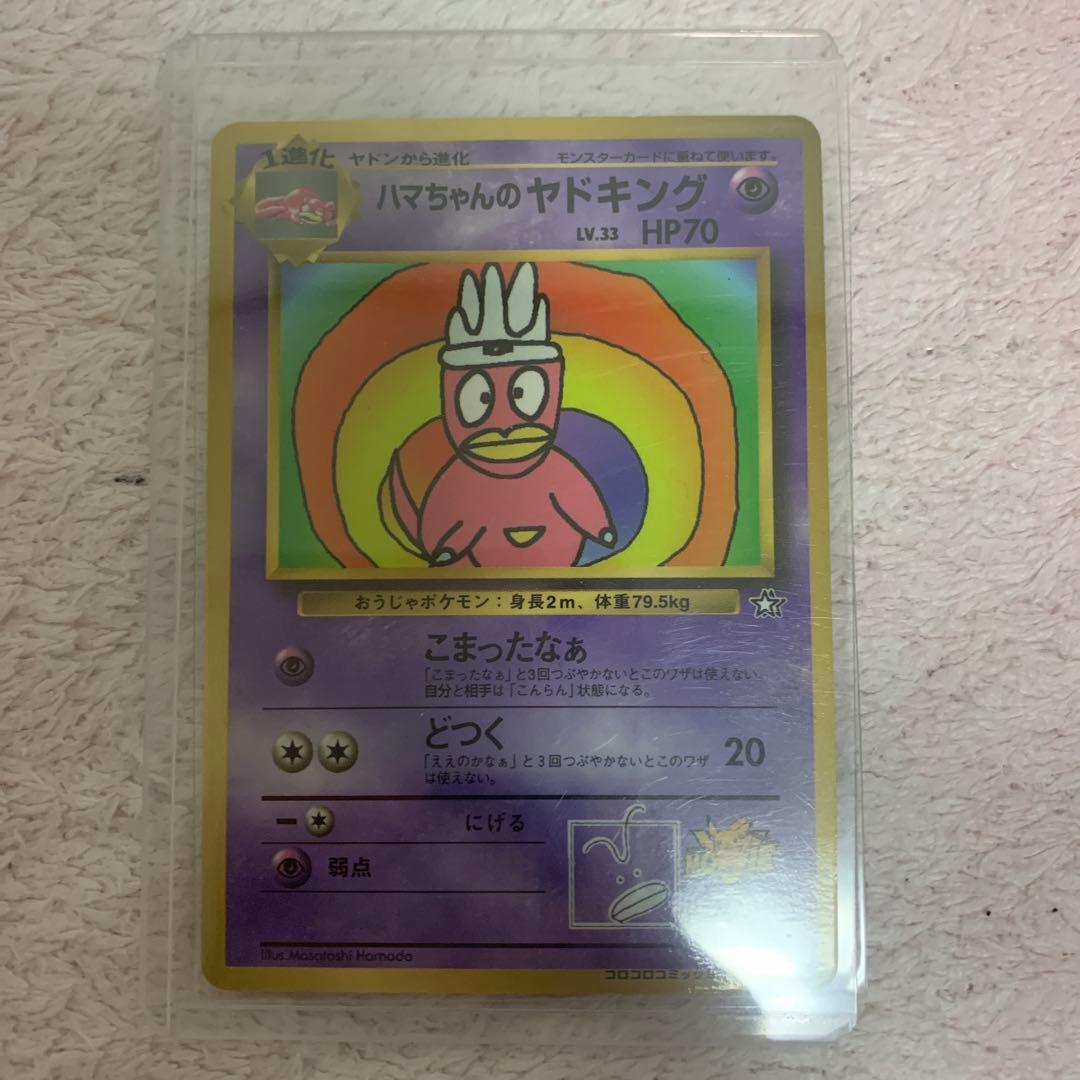 1進化 ヤドンから進化 モンスターカードに重ねて使います。
ハマちゃんのヤドキング
LV.33 HP70
おうじゃポケモン：身長2m、体重79.5kg
こまったなぁ
「こまったなぁ」と3回つぶやかないとこのワザは使えない。
自分と相手は「こんらん」状態になる。
どつく 20
「ええのかなぁ」と3回つぶやかないとこのワザ
は使えない。
にげる
弱点
Illus.Masatoshi Hamada
コロコロコミック